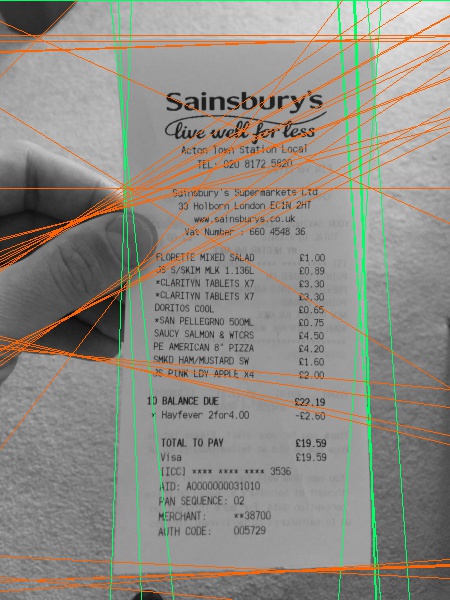 Sainsbury's
live well for less
Acton Town Station Local
TEL: 020 8172 5820
Sainsbury's Supermarkets Ltd
33 Holborn London EC1N 2HT
www.sainsburys.co.uk
Vat Number : 660 4548 36
FLORETTE MIXED SALAD £1.00
JS S/SKIM MLK 1.136L £0.89
*CLARITYN TABLETS X7 £3.30
*CLARITYN TABLETS X7 £3.30
DORITOS COOL £0.65
*SAN PELLEGRNO 500ML £0.75
SAUCY SALMON & WTCRS £4.50
PE AMERICAN 8" PIZZA £4.20
SMKD HAM/MUSTARD SW £1.60
JS PINK LDY APPLE X4 £2.00
10 BALANCE DUE £22.19
* Hayfever 2for4.00 -£2.60
TOTAL TO PAY £19.59
Visa £19.59
[ICC] **** **** **** 3536
AID: A0000000031010
PAN SEQUENCE: 02
MERCHANT: **38700
AUTH CODE: 005729